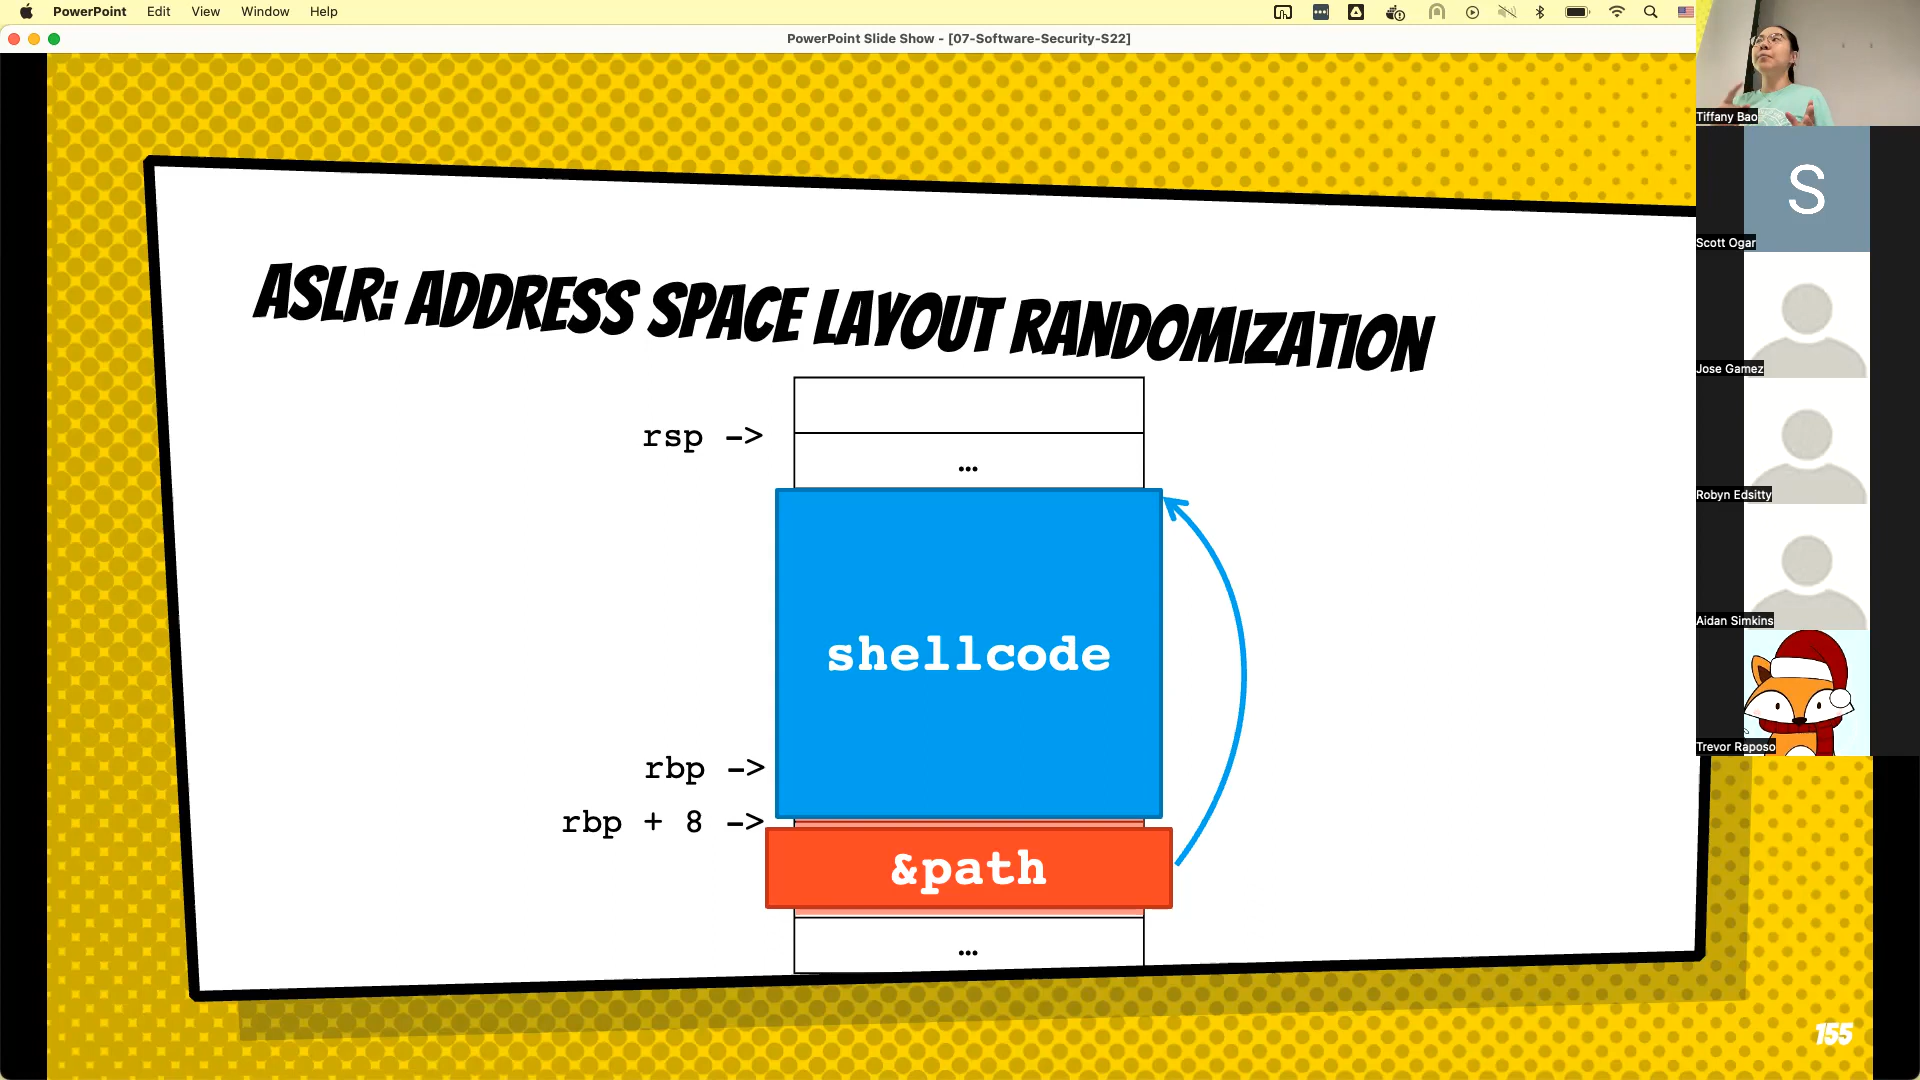 PowerPoint Edit View Window Help
PowerPoint Slide Show - [07-Software-Security-S22]
Tiffany Bao
S
Scott Ogar
Jose Gamez
Robyn Edsitty
Aidan Simkins
Trevor Raposo
ASLR: ADDRESS SPACE LAYOUT RANDOMIZATION
rsp ->
...
shellcode
rbp ->
rbp + 8 ->
&path
...
155